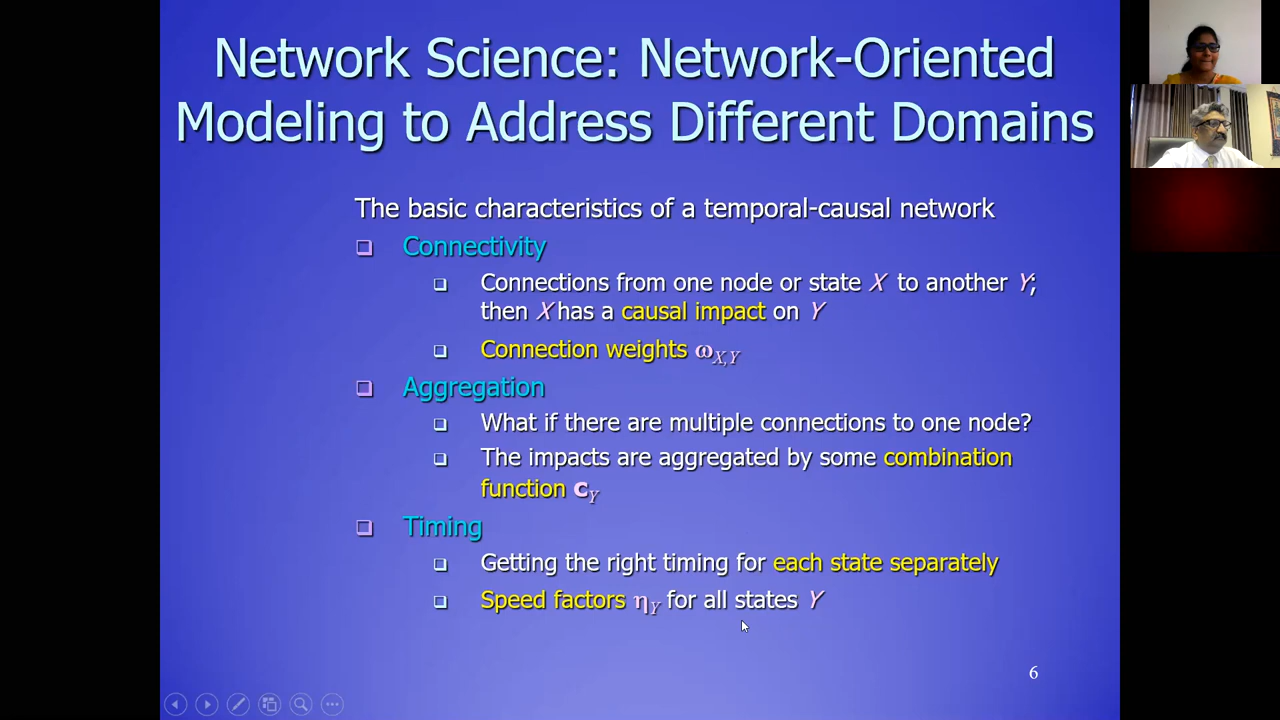 Network Science: Network-Oriented
Modeling to Address Different Domains
The basic characteristics of a temporal-causal network
Connectivity
Connections from one node or state X to another Y;
then X has a causal impact on Y
Connection weights ωX,Y
Aggregation
What if there are multiple connections to one node?
The impacts are aggregated by some combination
function cY
Timing
Getting the right timing for each state separately
Speed factors ηY for all states Y
6